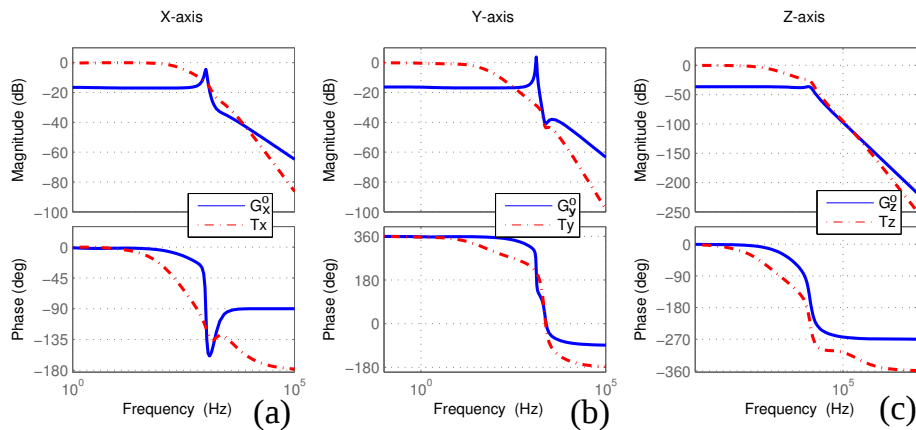 X-axis
Magnitude (dB)
0
−20
−40
−60
−80
−100
G_x^o
Tx
Phase (deg)
0
-45
-90
-135
-180
10^0
10^5
Frequency (Hz)
(a)
Y-axis
Magnitude (dB)
0
−20
−40
−60
−80
−100
G_y^o
Ty
Phase (deg)
360
180
0
-180
10^0
10^5
Frequency (Hz)
(b)
Z-axis
Magnitude (dB)
0
−50
−100
−150
−200
−250
G_z^o
Tz
Phase (deg)
0
-90
-180
-270
-360
10^5
Frequency (Hz)
(c)